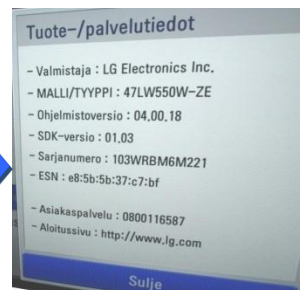 Tuote-/palvelutiedot
- Valmistaja : LG Electronics Inc.
- MALLI/TYYPPI : 47LW550W-ZE
- Ohjelmistoversio : 04.00.18
- SDK-versio : 01.03
- Sarjanumero : 103WRBM6M221
- ESN : e8:5b:5b:37:c7:bf
- Asiakaspalvelu : 0800116587
- Aloitussivu : http://www.lg.com
Sulje